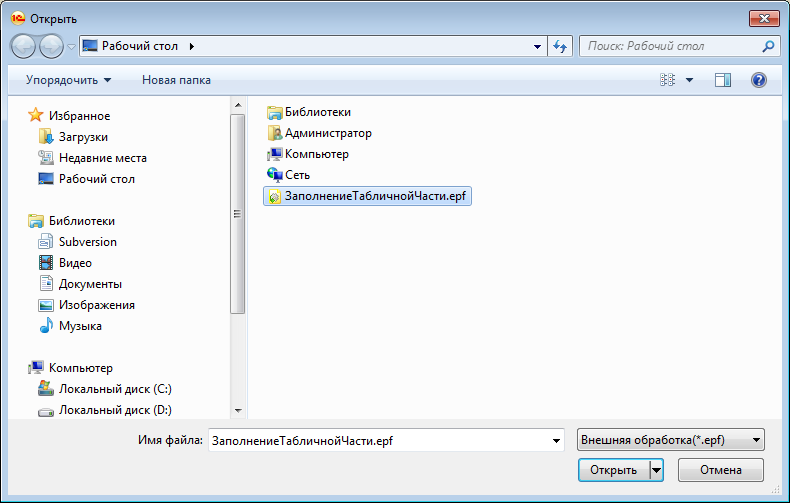 1С Открыть
Рабочий стол
Поиск: Рабочий стол
Упорядочить
Новая папка
Избранное
Загрузки
Недавние места
Рабочий стол
Библиотеки
Subversion
Видео
Документы
Изображения
Музыка
Компьютер
Локальный диск (C:)
Локальный диск (D:)
Библиотеки
Администратор
Компьютер
Сеть
ЗаполнениеТабличнойЧасти.epf
Имя файла:
ЗаполнениеТабличнойЧасти.epf
Внешняя обработка(*.epf)
Открыть
Отмена